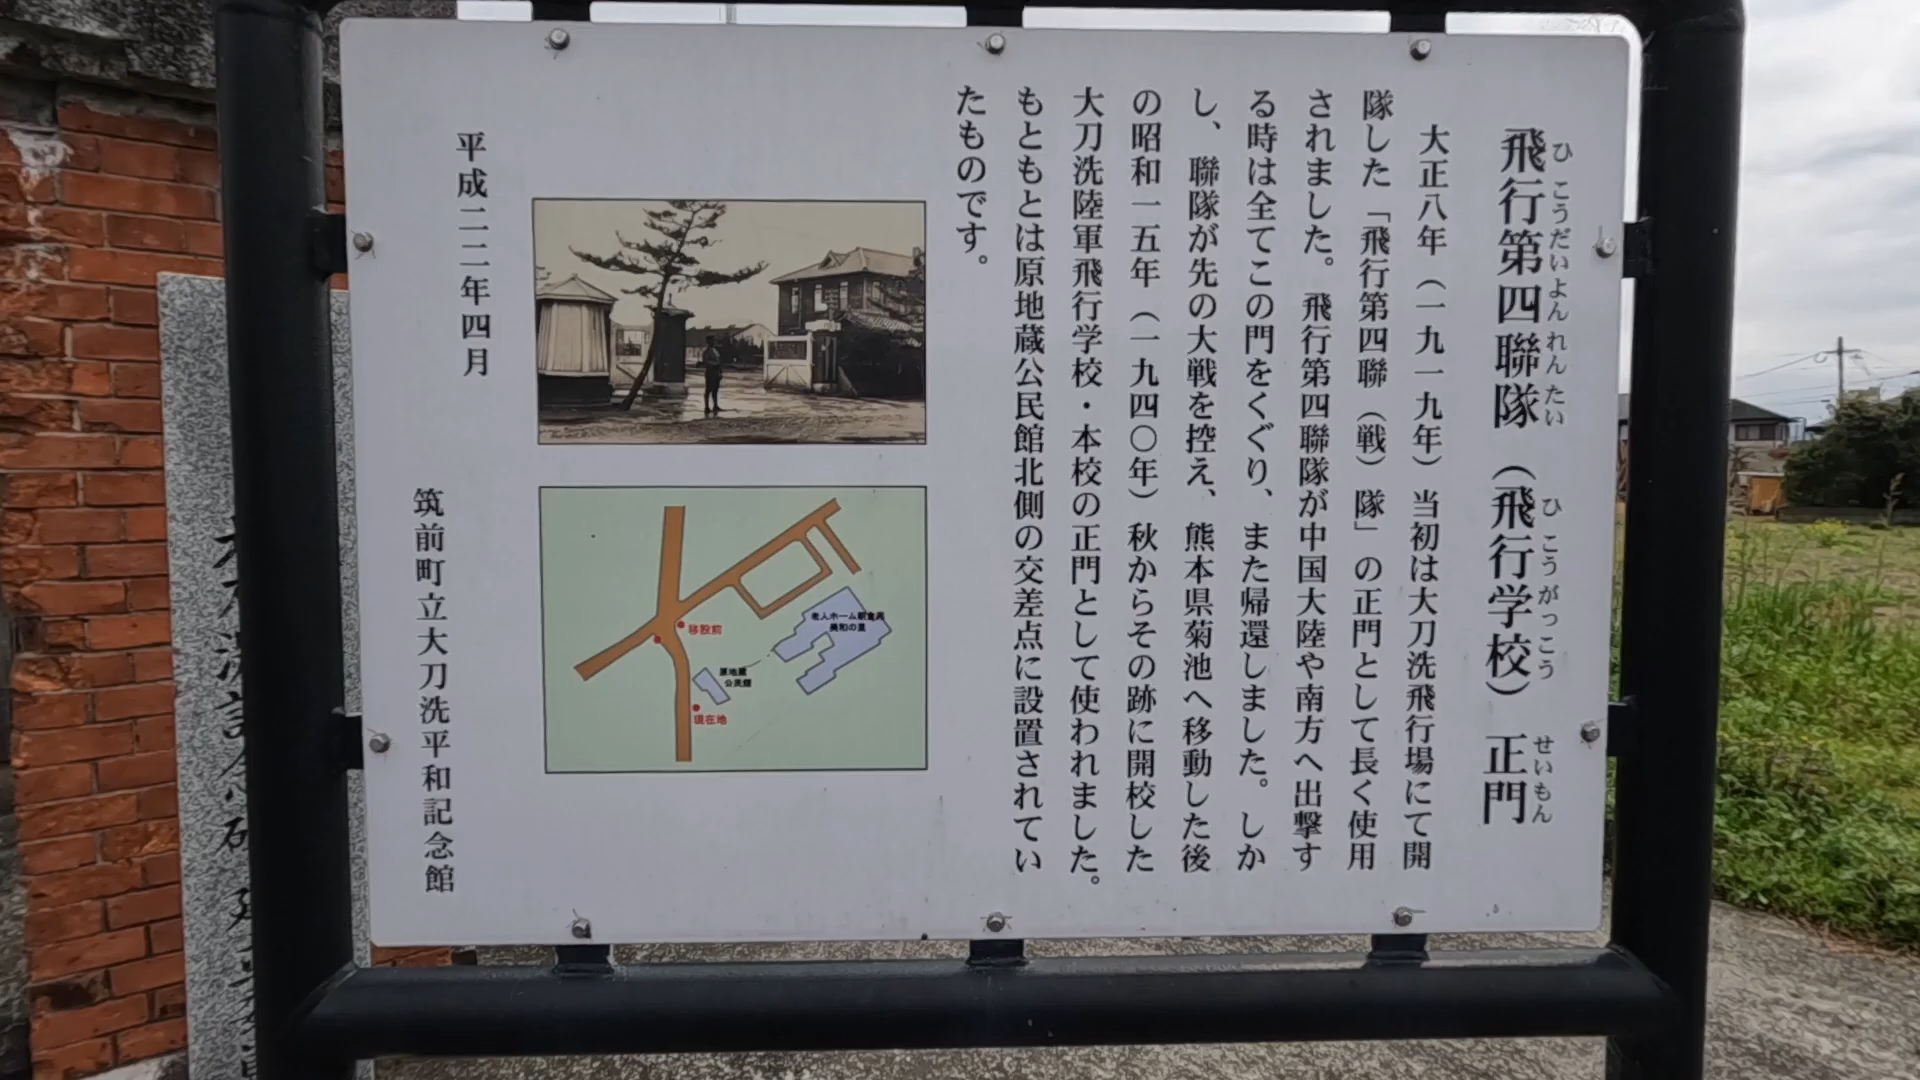 飛行第四聯隊（飛行学校）正門
ひこうだいよんれんたい ひこうがっこう せいもん
大正八年（一九一九年）当初は大刀洗飛行場にて開
隊した「飛行第四聯（戦）隊」の正門として長く使用
されました。飛行第四聯隊が中国大陸や南方へ出撃す
る時は全てこの門をくぐり、また帰還しました。しか
し、聯隊が先の大戦を控え、熊本県菊池へ移動した後
の昭和一五年（一九四〇年）秋からその跡に開校した
大刀洗陸軍飛行学校・本校の正門として使われました。
もともとは原地蔵公民館北側の交差点に設置されてい
たものです。
移設前
老人ホーム朝倉苑
美和の里
原地蔵
公民館
現在地
平成二二年四月
筑前町立大刀洗平和記念館